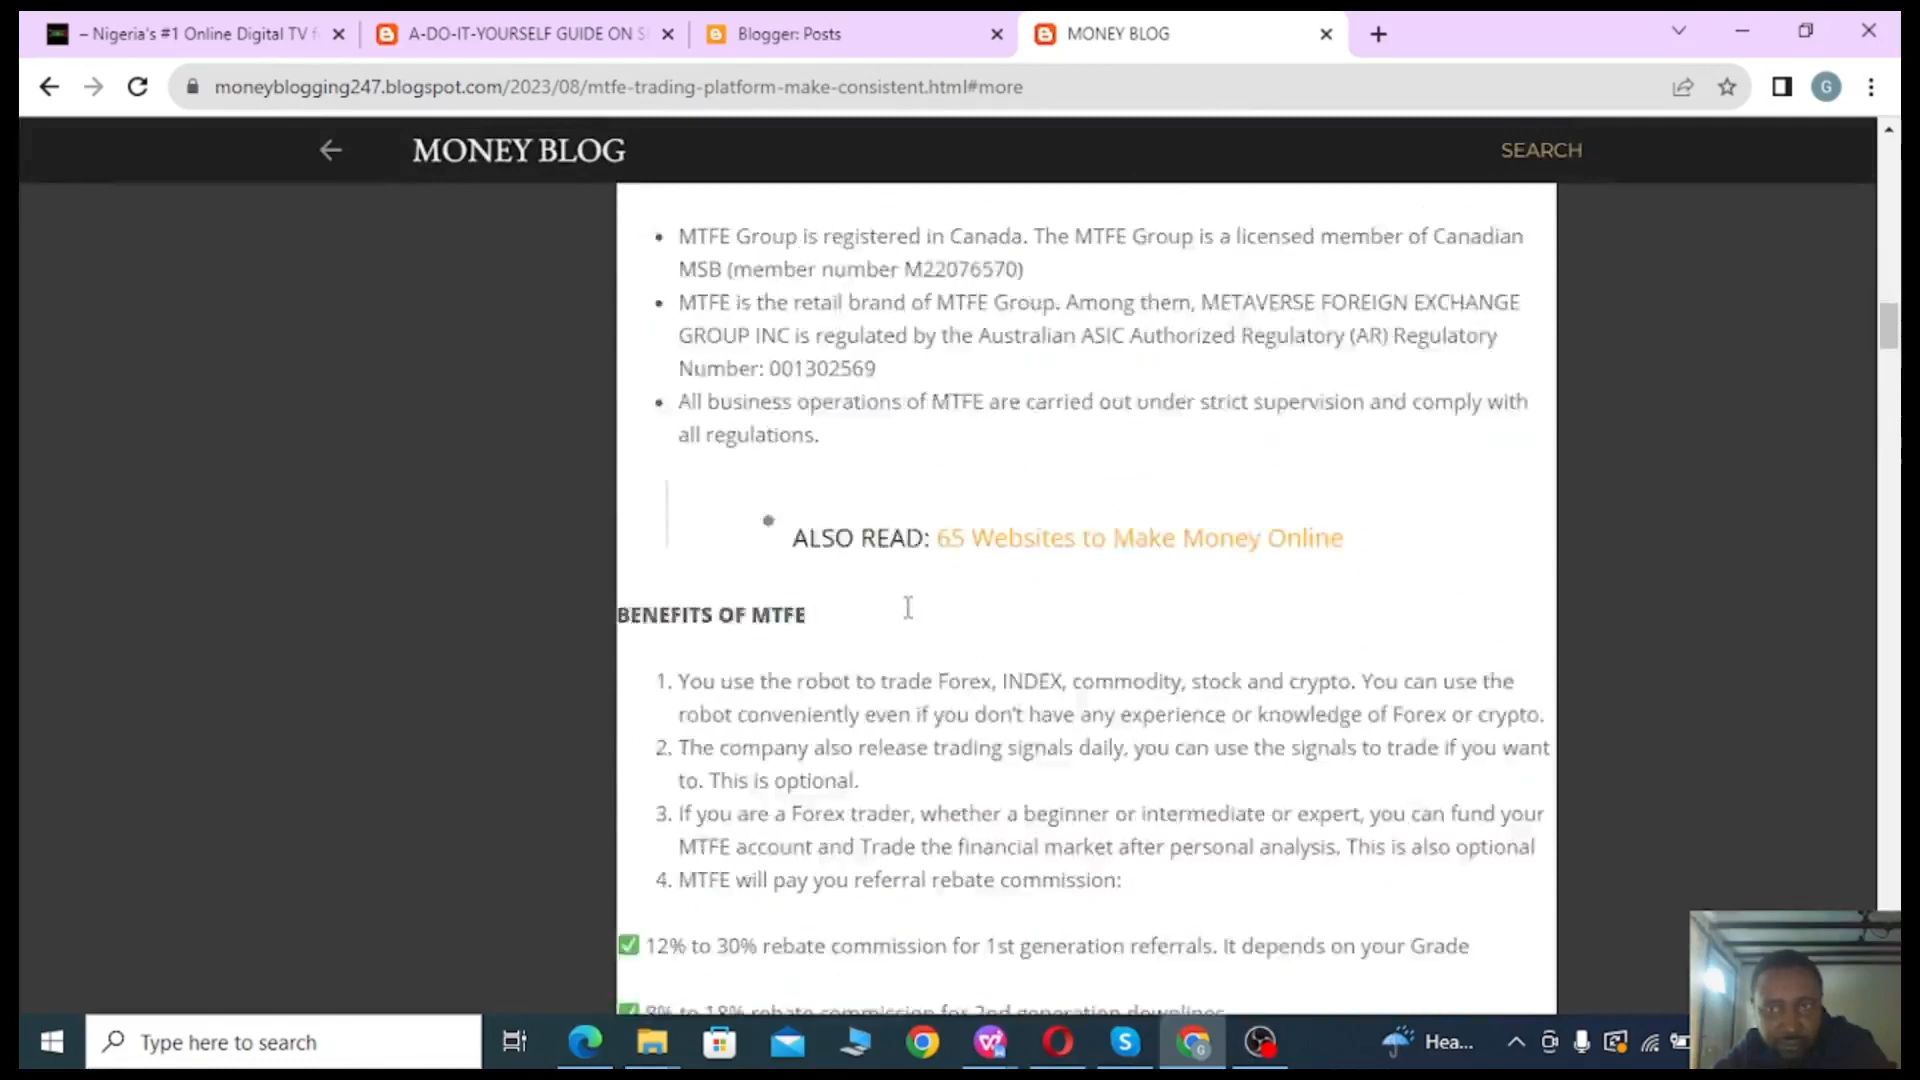 – Nigeria's #1 Online Digital TV f
A-DO-IT-YOURSELF GUIDE ON S
Blogger: Posts
MONEY BLOG
moneyblogging247.blogspot.com/2023/08/mtfe-trading-platform-make-consistent.html#more
G
MONEY BLOG
SEARCH
• MTFE Group is registered in Canada. The MTFE Group is a licensed member of Canadian
MSB (member number M22076570)
• MTFE is the retail brand of MTFE Group. Among them, METAVERSE FOREIGN EXCHANGE
GROUP INC is regulated by the Australian ASIC Authorized Regulatory (AR) Regulatory
Number: 001302569
• All business operations of MTFE are carried out under strict supervision and comply with
all regulations.
• ALSO READ: 65 Websites to Make Money Online
BENEFITS OF MTFE
1. You use the robot to trade Forex, INDEX, commodity, stock and crypto. You can use the
robot conveniently even if you don't have any experience or knowledge of Forex or crypto.
2. The company also release trading signals daily, you can use the signals to trade if you want
to. This is optional.
3. If you are a Forex trader, whether a beginner or intermediate or expert, you can fund your
MTFE account and Trade the financial market after personal analysis. This is also optional
4. MTFE will pay you referral rebate commission:
✅ 12% to 30% rebate commission for 1st generation referrals. It depends on your Grade
✅ 8% to 18% rebate commission for 2nd generation downlines
Type here to search
Hea...